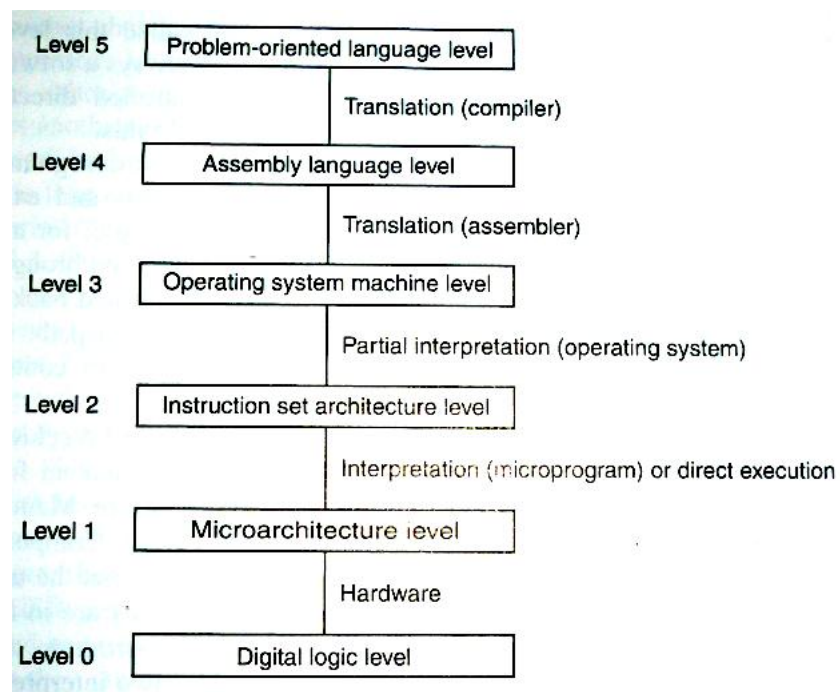 Level 5 Problem-oriented language level
Translation (compiler)
Level 4 Assembly language level
Translation (assembler)
Level 3 Operating system machine level
Partial interpretation (operating system)
Level 2 Instruction set architecture level
Interpretation (microprogram) or direct execution
Level 1 Microarchitecture level
Hardware
Level 0 Digital logic level